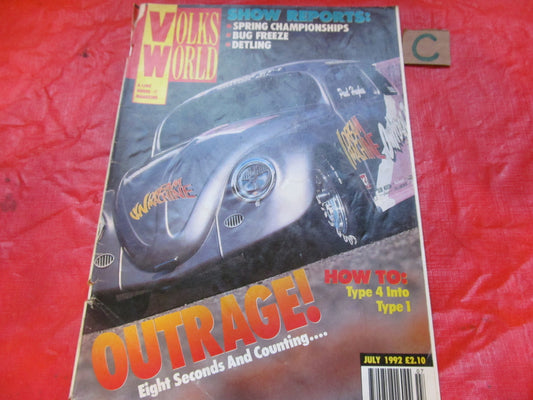 VOLKS
WORLD
SHOW REPORTS:
SPRING CHAMPIONSHIPS
BUG FREEZE
DETLING
C
HOW TO:
Type 4 Into
Type 1
OUTRAGE!
Eight Seconds And Counting....
JULY 1992 £2.10
07